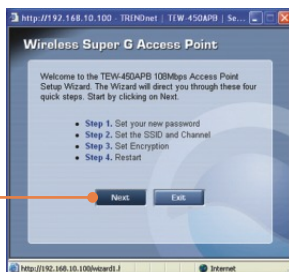 http://192.168.10.100 - TRENDnet | TEW-450APB | Se...
Wireless Super G Access Point
Welcome to the TEW-450APB 108Mbps Access Point
Setup Wizard. The Wizard will direct you through these four
quick steps. Start by clicking on Next.
Step 1. Set your new password
Step 2. Set the SSID and Channel
Step 3. Set Encryption
Step 4. Restart
Next Exit
http://192.168.10.100/wizard1.l Internet